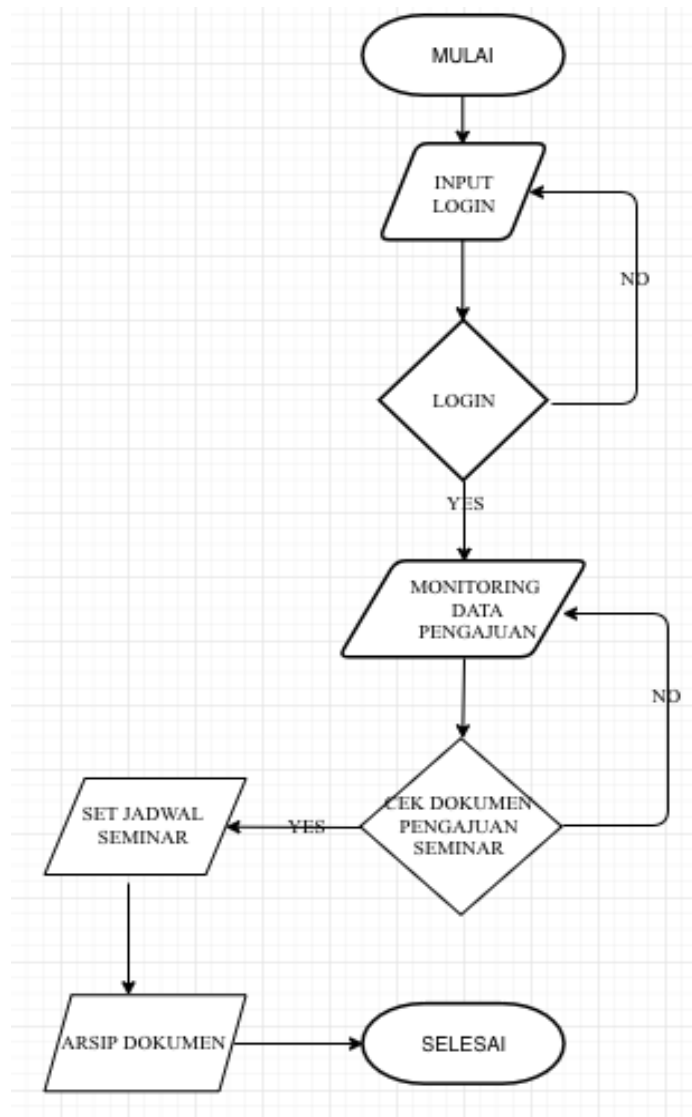 MULAI
INPUT
LOGIN
NO
LOGIN
YES
MONITORING
DATA
PENGAJUAN
NO
CEK DOKUMEN
PENGAJUAN
SEMINAR
YES
SET JADWAL
SEMINAR
ARSIP DOKUMEN
SELESAI